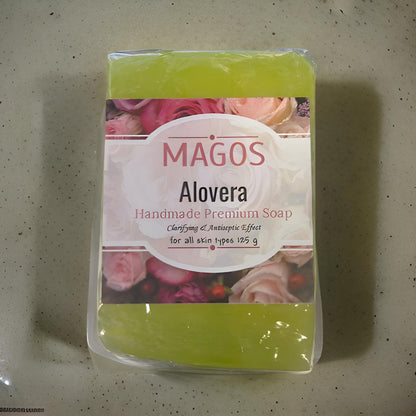 MAGOS
Alovera
Handmade Premium Soap
Clarifying & Antiseptic Effect
for all skin types 125 g